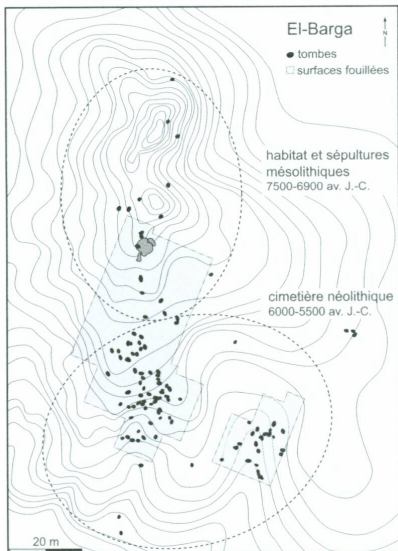 El-Barga
N
tombes
surfaces fouillées
habitat et sépultures
mésolithiques
7500-6900 av. J.-C.
cimetière néolithique
6000-5500 av. J.-C.
20 m